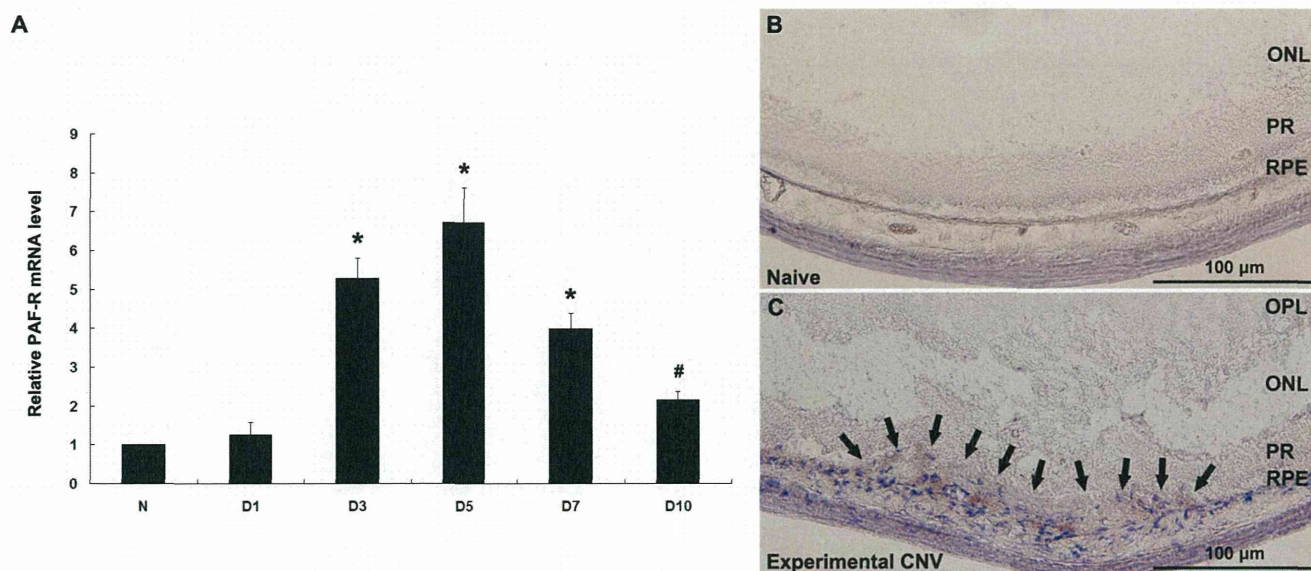 A
Relative PAF-R mRNA level
9
8
7
6
5
4
3
2
1
0
*
*
*
#
N D1 D3 D5 D7 D10
B
ONL
PR
RPE
Naive
100 µm
C
OPL
ONL
PR
RPE
Experimental CNV
100 µm